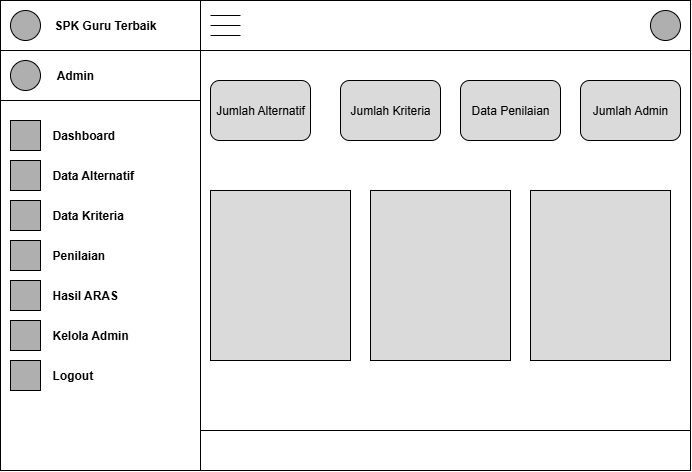 SPK Guru Terbaik
Admin
Dashboard
Data Alternatif
Data Kriteria
Penilaian
Hasil ARAS
Kelola Admin
Logout
Jumlah Alternatif
Jumlah Kriteria
Data Penilaian
Jumlah Admin